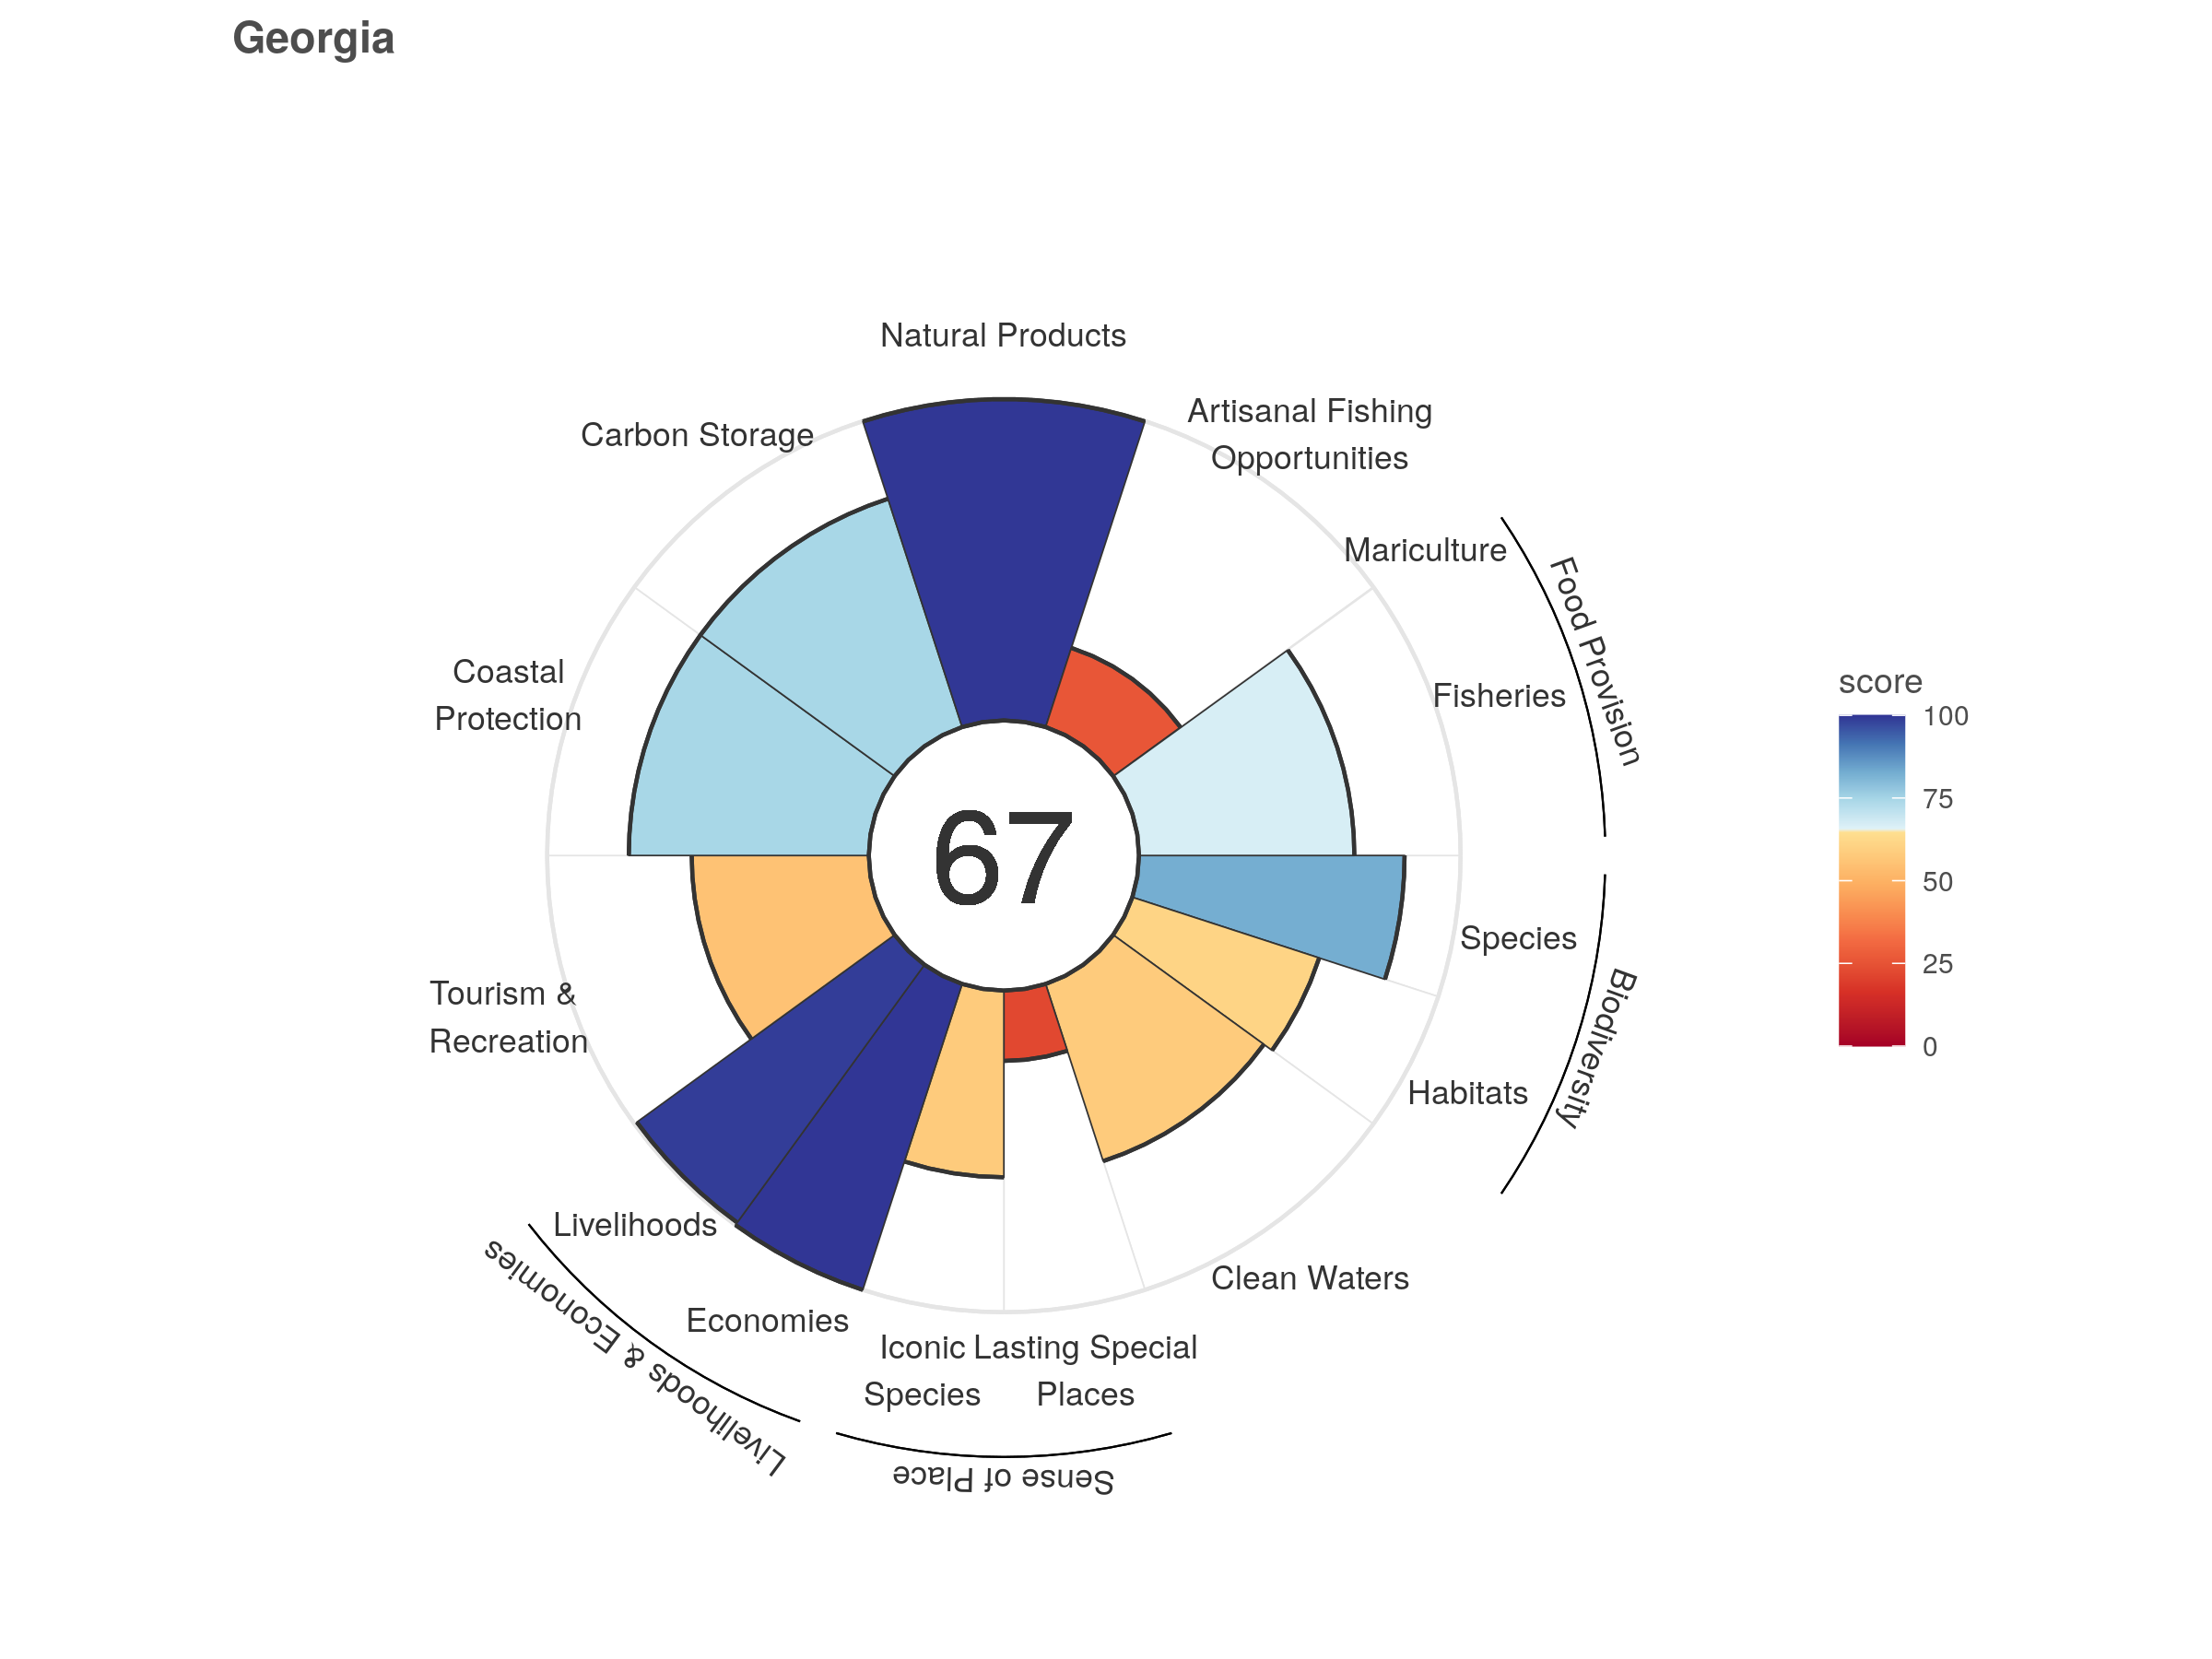 Georgia
Natural Products
Artisanal Fishing
Opportunities
Carbon Storage
Mariculture
Food Provision
Fisheries
Coastal
Protection
score
100
75
50
25
0
67
Species
Biodiversity
Habitats
Tourism &
Recreation
Livelihoods
Livelihoods & Economies
Economies
Clean Waters
Iconic
Species
Lasting Special
Places
Sense of Place